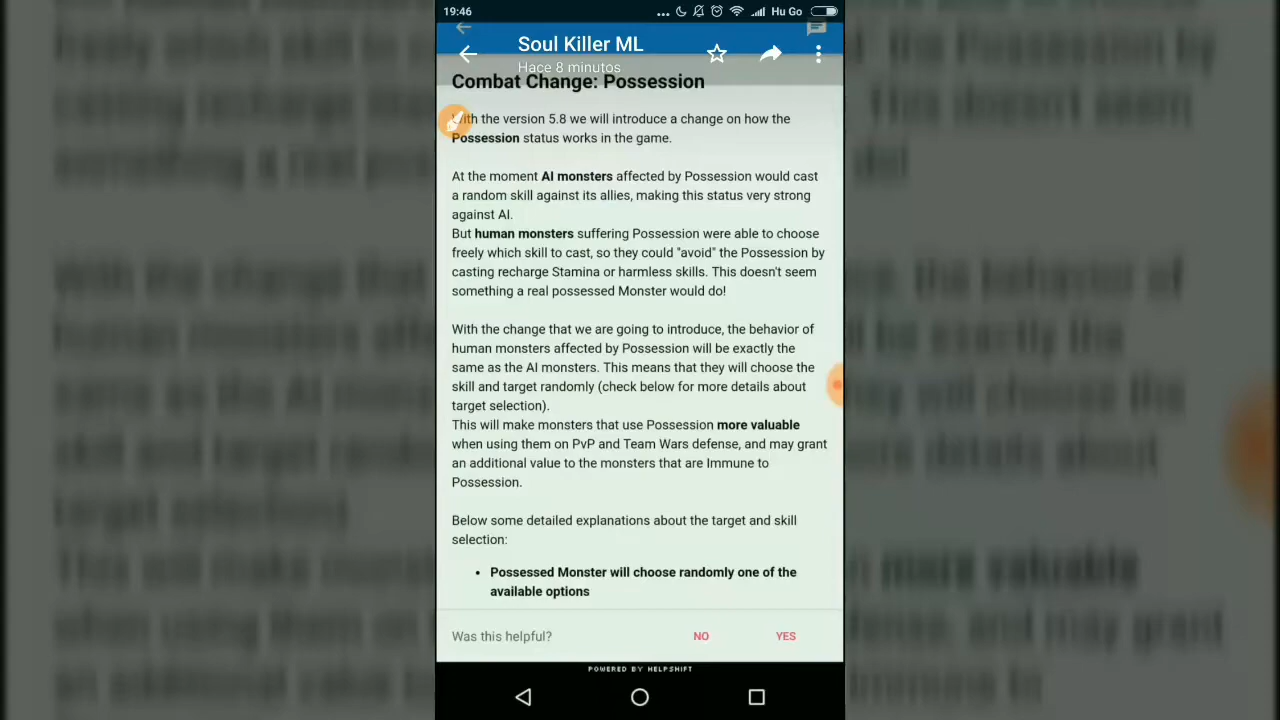 19:46
... Hu Go
Soul Killer ML
Hace 8 minutos
Combat Change: Possession
With the version 5.8 we will introduce a change on how the
Possession status works in the game.
At the moment AI monsters affected by Possession would cast
a random skill against its allies, making this status very strong
against AI.
But human monsters suffering Possession were able to choose
freely which skill to cast, so they could "avoid" the Possession by
casting recharge Stamina or harmless skills. This doesn't seem
something a real possessed Monster would do!
With the change that we are going to introduce, the behavior of
human monsters affected by Possession will be exactly the
same as the AI monsters. This means that they will choose the
skill and target randomly (check below for more details about
target selection).
This will make monsters that use Possession more valuable
when using them on PvP and Team Wars defense, and may grant
an additional value to the monsters that are Immune to
Possession.
Below some detailed explanations about the target and skill
selection:
• Possessed Monster will choose randomly one of the
available options
Was this helpful? NO YES
POWERED BY HELPSHIFT